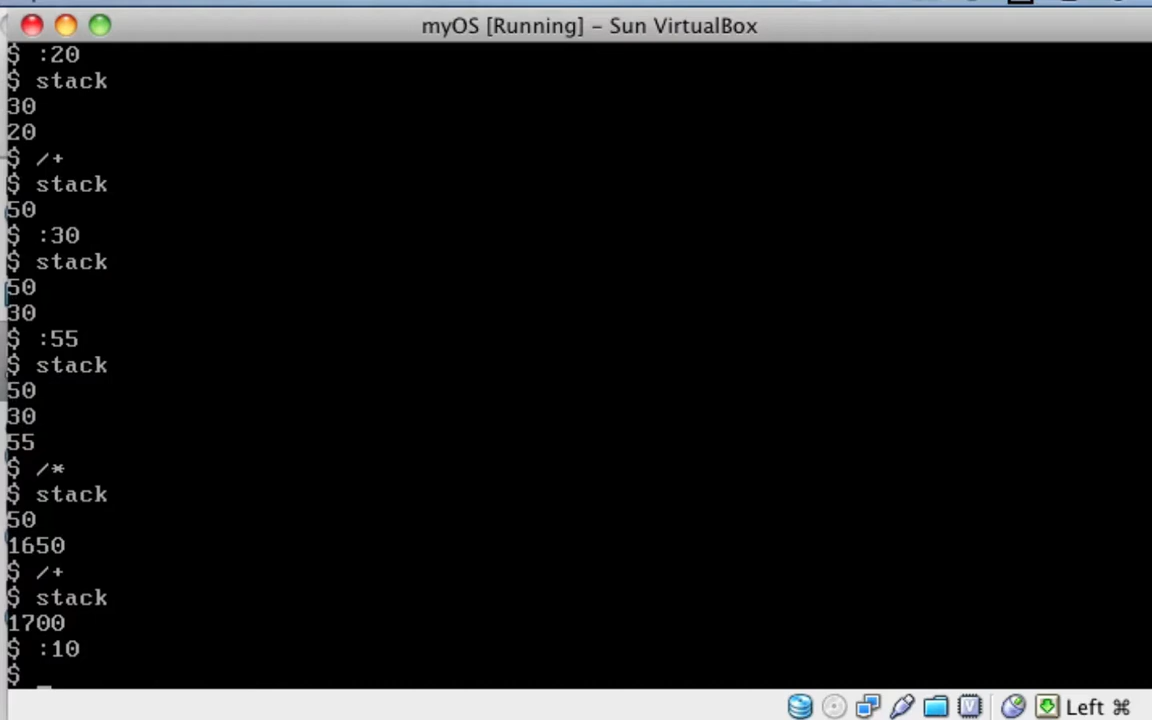 myOS [Running] – Sun VirtualBox
$ :20
$ stack
30
20
$ /+
$ stack
50
$ :30
$ stack
50
30
$ :55
$ stack
50
30
55
$ /*
$ stack
50
1650
$ /+
$ stack
1700
$ :10
$ _
Left ⌘